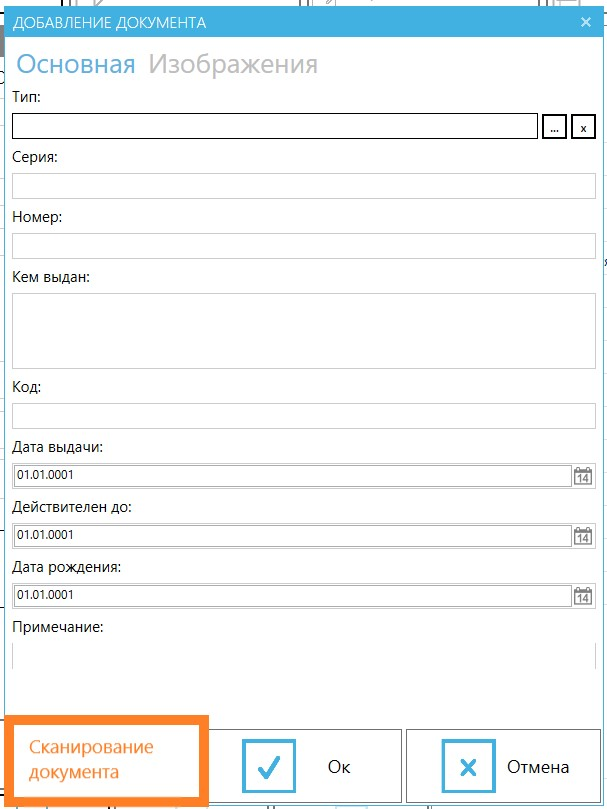 ДОБАВЛЕНИЕ ДОКУМЕНТА
Основная Изображения
Тип:
... x
Серия:
Номер:
Кем выдан:
Код:
Дата выдачи:
01.01.0001 14
Действителен до:
01.01.0001 14
Дата рождения:
01.01.0001 14
Примечание:
Сканирование
документа
Ок
Отмена